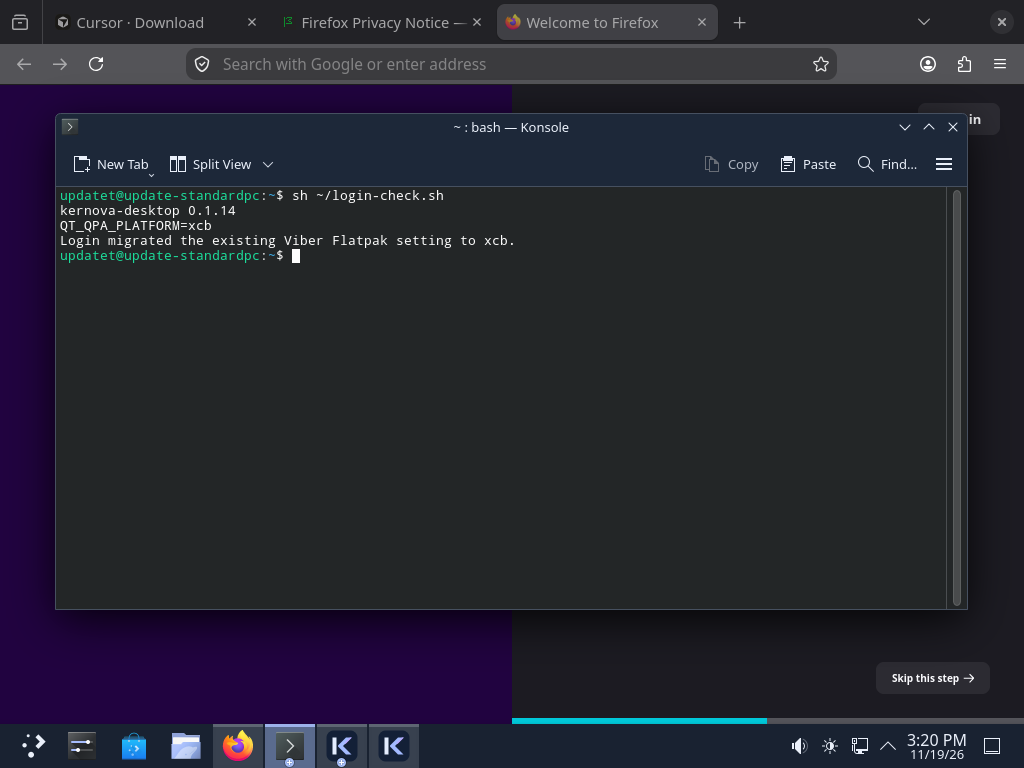 Cursor · Download
Firefox Privacy Notice —
Welcome to Firefox
Search with Google or enter address
in
~ : bash — Konsole
New Tab
Split View
Copy
Paste
Find...
updatet@update-standardpc:~$ sh ~/login-check.sh
kernova-desktop 0.1.14
QT_QPA_PLATFORM=xcb
Login migrated the existing Viber Flatpak setting to xcb.
updatet@update-standardpc:~$
Skip this step →
3:20 PM
11/19/26